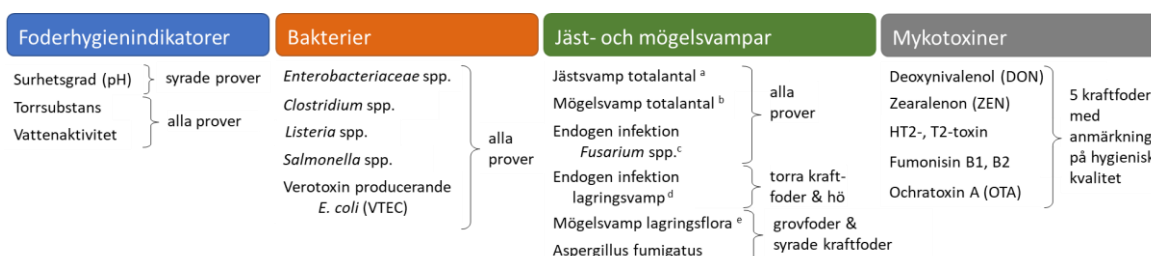 Foderhygienindikatorer
Surhetsgrad (pH)
syrade prover
Torrsubstans
Vattenaktivitet
alla prover
Bakterier
Enterobacteriaceae spp.
Clostridium spp.
Listeria spp.
Salmonella spp.
Verotoxin producerande
E. coli (VTEC)
alla
prover
Jäst- och mögelsvampar
Jästsvamp totalantal a
Mögelsvamp totalantal b
Endogen infektion
Fusarium spp.c
alla
prover
Endogen infektion
lagringsvamp d
torra kraft-
foder & hö
Mögelsvamp lagringsflora e
Aspergillus fumigatus
grovfoder &
syrade kraftfoder
Mykotoxiner
Deoxynivalenol (DON)
Zearalenon (ZEN)
HT2-, T2-toxin
Fumonisin B1, B2
Ochratoxin A (OTA)
5 kraftfoder
med
anmärkning
på hygienisk
kvalitet